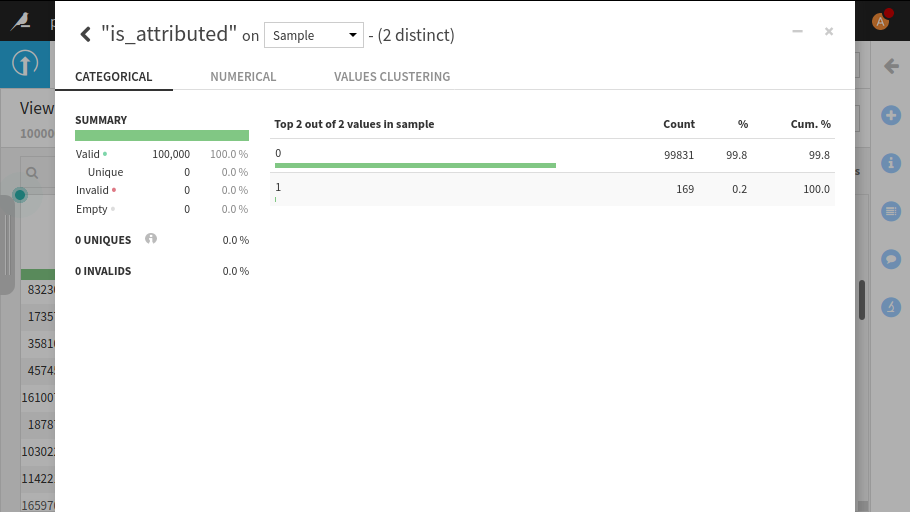 "is_attributed" on Sample - (2 distinct)
A
CATEGORICAL NUMERICAL VALUES CLUSTERING
View
10000
SUMMARY
Valid 100,000 100.0 %
Unique 0 0.0 %
Invalid 0 0.0 %
Empty 0 0.0 %
0 UNIQUES 0.0 %
0 INVALIDS 0.0 %
Top 2 out of 2 values in sample Count % Cum. %
0 99831 99.8 99.8
1 169 0.2 100.0
8323
1735
3581
4574
16100
1878
10302
11422
16597